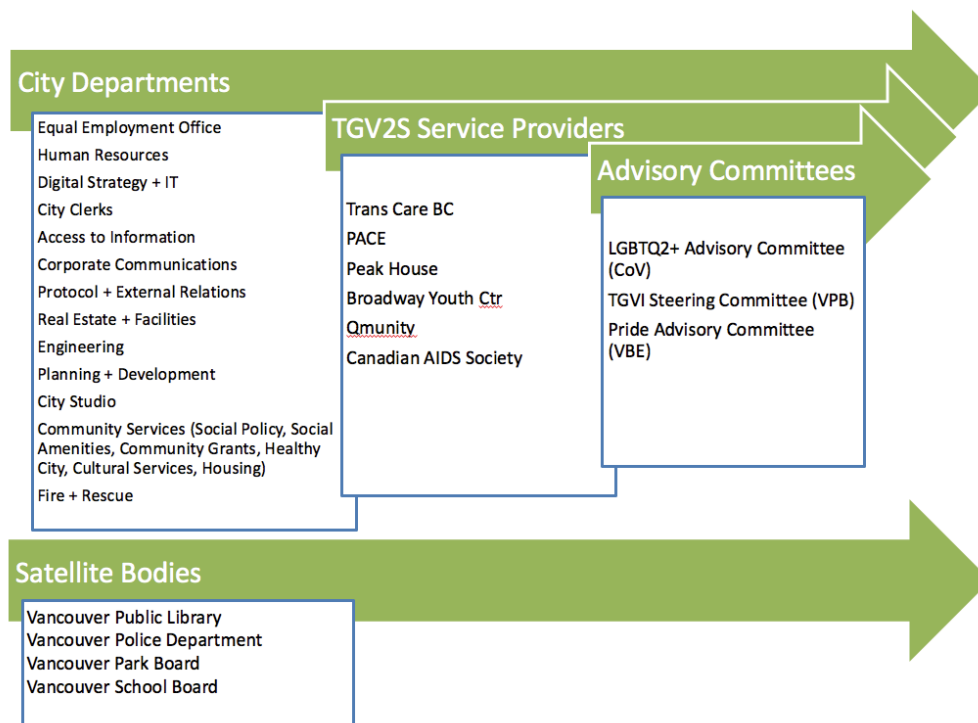 City Departments
Equal Employment Office
Human Resources
Digital Strategy + IT
City Clerks
Access to Information
Corporate Communications
Protocol + External Relations
Real Estate + Facilities
Engineering
Planning + Development
City Studio
Community Services (Social Policy, Social
Amenities, Community Grants, Healthy
City, Cultural Services, Housing)
Fire + Rescue
TGV2S Service Providers
Trans Care BC
PACE
Peak House
Broadway Youth Ctr
Qmunity
Canadian AIDS Society
Advisory Committees
LGBTQ2+ Advisory Committee
(CoV)
TGVI Steering Committee (VPB)
Pride Advisory Committee
(VBE)
Satellite Bodies
Vancouver Public Library
Vancouver Police Department
Vancouver Park Board
Vancouver School Board